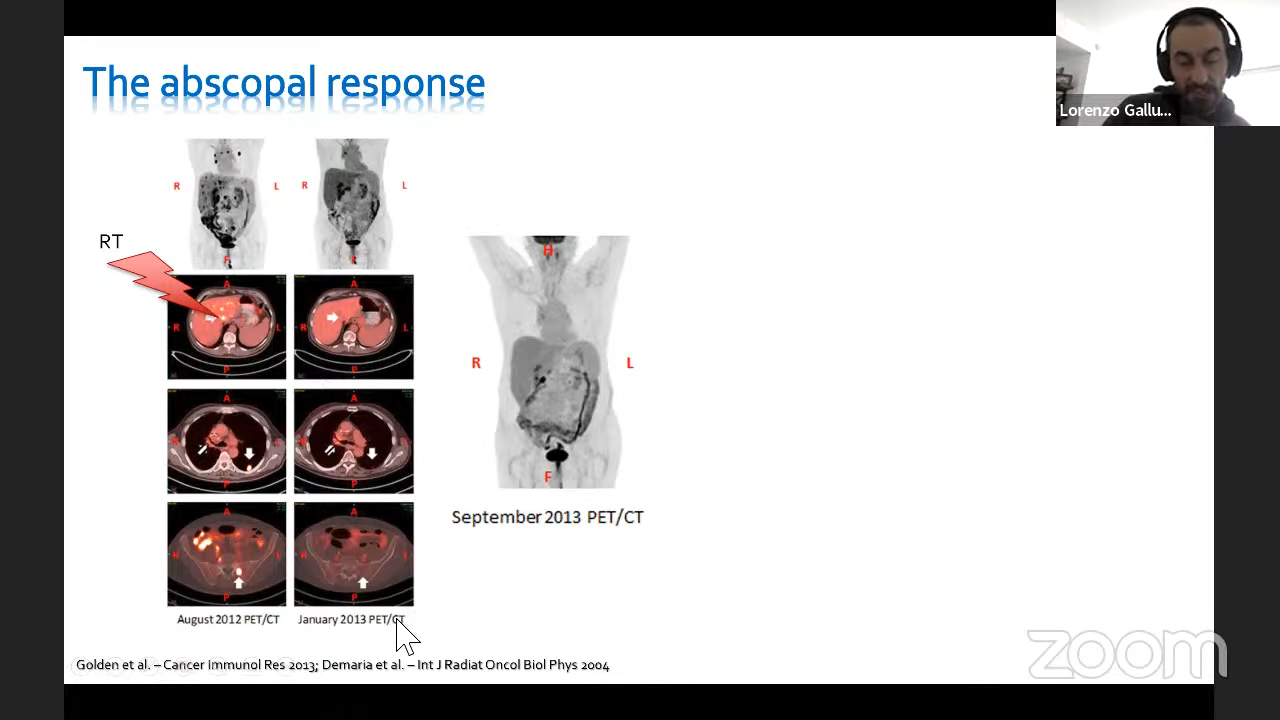 The abscopal response
Lorenzo Gallu...
R
L
R
L
RT
F
F
A
A
R
L
R
L
P
P
A
A
P
P
A
A
P
P
August 2012 PET/CT
January 2013 PET/CT
H
R
L
F
September 2013 PET/CT
Golden et al. – Cancer Immunol Res 2013; Demaria et al. – Int J Radiat Oncol Biol Phys 2004
zoom